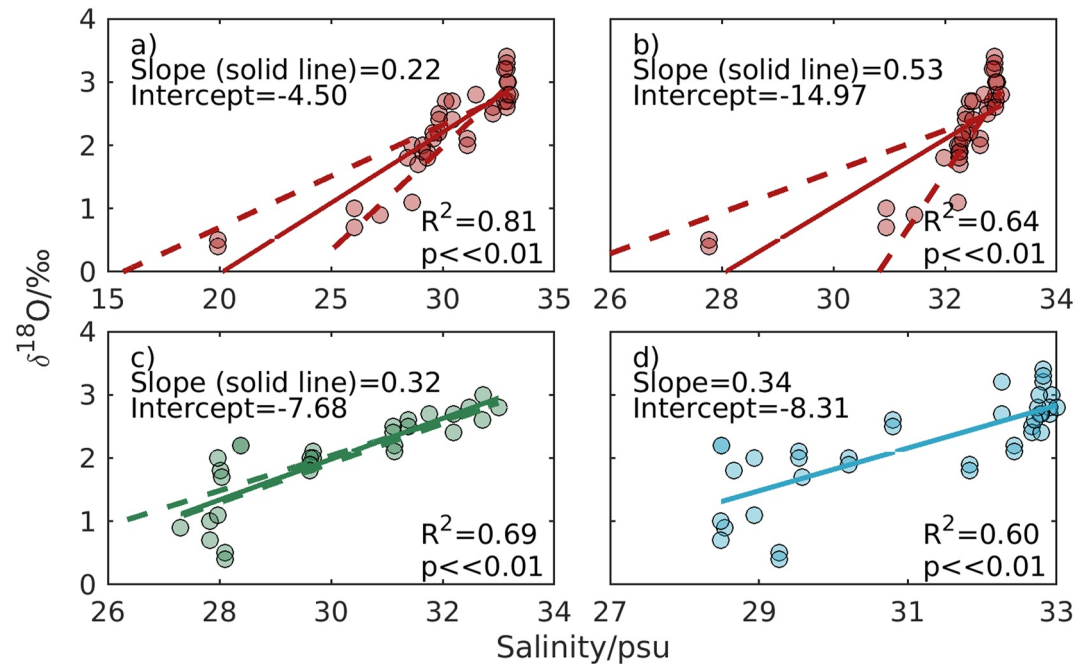 a)
Slope (solid line)=0.22
Intercept=-4.50
R²=0.81
p<<0.01
4
3
2
1
0
15 20 25 30 35
b)
Slope (solid line)=0.53
Intercept=-14.97
R²=0.64
p<<0.01
26 28 30 32 34
δ¹⁸O/‰
c)
Slope (solid line)=0.32
Intercept=-7.68
R²=0.69
p<<0.01
4
3
2
1
0
26 28 30 32 34
d)
Slope=0.34
Intercept=-8.31
R²=0.60
p<<0.01
27 29 31 33
Salinity/psu